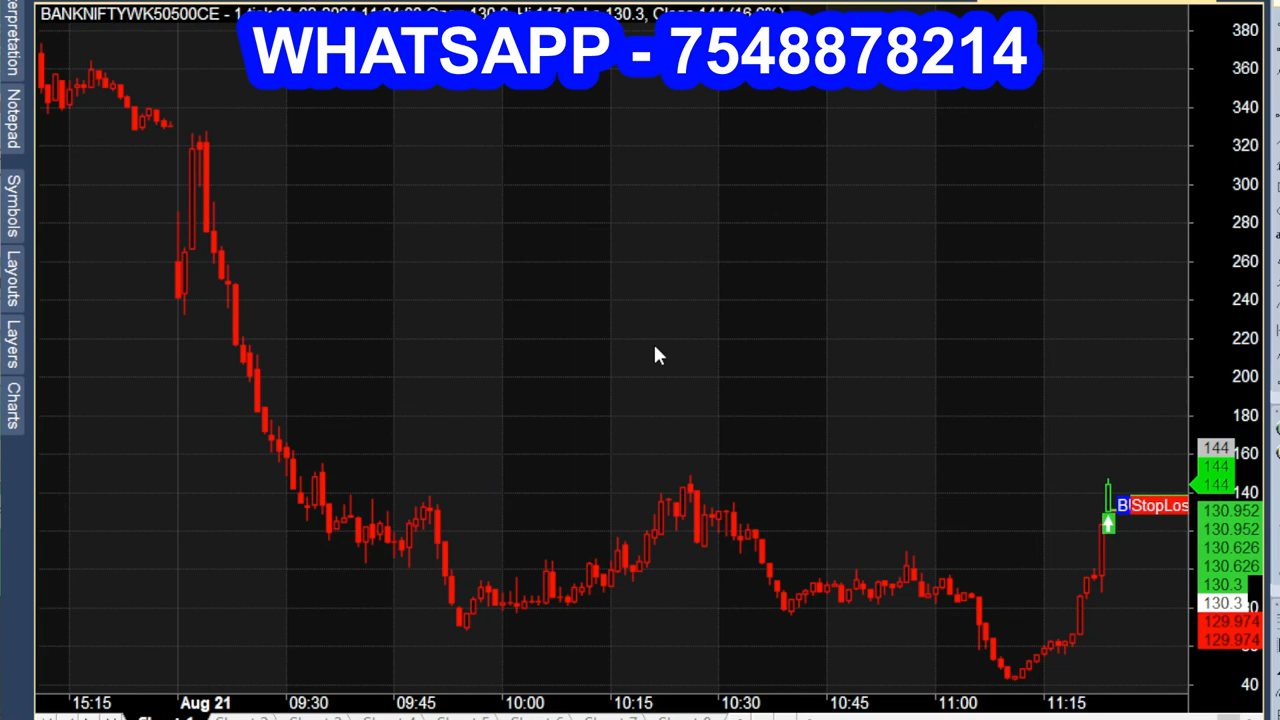 BANKNIFTYWK50500CE - 1
WHATSAPP - 7548878214
Notepad
Symbols
Layouts
Layers
Charts
380
360
340
320
300
280
260
240
220
200
180
160
140
40
144
144
144
130.952
130.952
130.626
130.626
130.3
130.3
129.974
129.974
StopLos
15:15 Aug 21 09:30 09:45 10:00 10:15 10:30 10:45 11:00 11:15